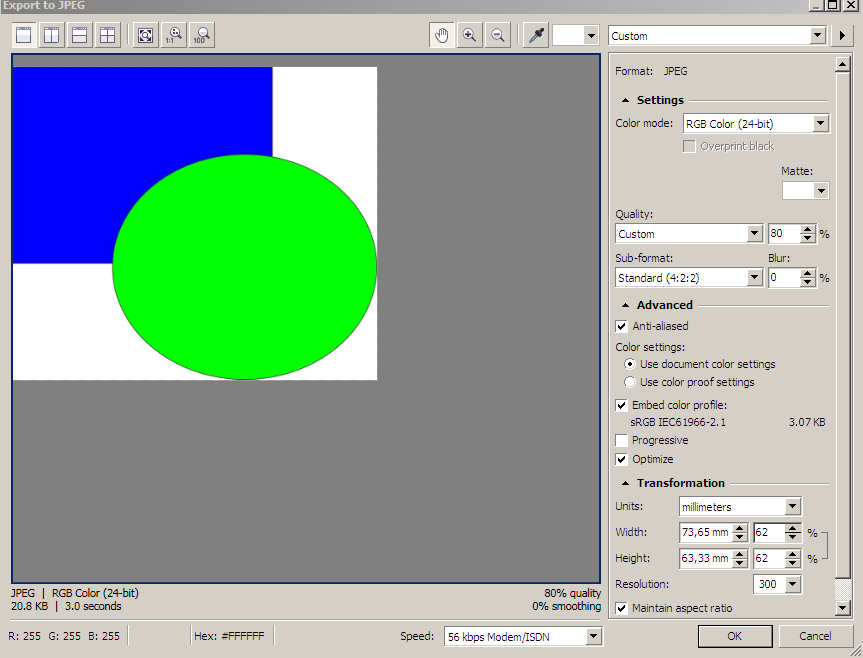 Export to JPEG
1:1
100
Custom
Format: JPEG
Settings
Color mode: RGB Color (24-bit)
Overprint black
Matte:
Quality:
Custom 80 %
Sub-format: Blur:
Standard (4:2:2) 0 %
Advanced
Anti-aliased
Color settings:
Use document color settings
Use color proof settings
Embed color profile:
sRGB IEC61966-2.1 3.07 KB
Progressive
Optimize
Transformation
Units: millimeters
Width: 73,65 mm 62 %
Height: 63,33 mm 62 %
Resolution: 300
Maintain aspect ratio
JPEG | RGB Color (24-bit) 80% quality
20.8 KB | 3.0 seconds 0% smoothing
R: 255 G: 255 B: 255 Hex: #FFFFFF Speed: 56 kbps Modem/ISDN OK Cancel